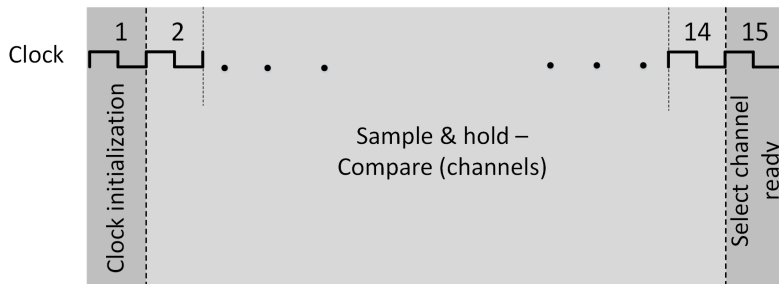 1 2 14 15
Clock
Clock initialization
Sample & hold –
Compare (channels)
Select channel
ready